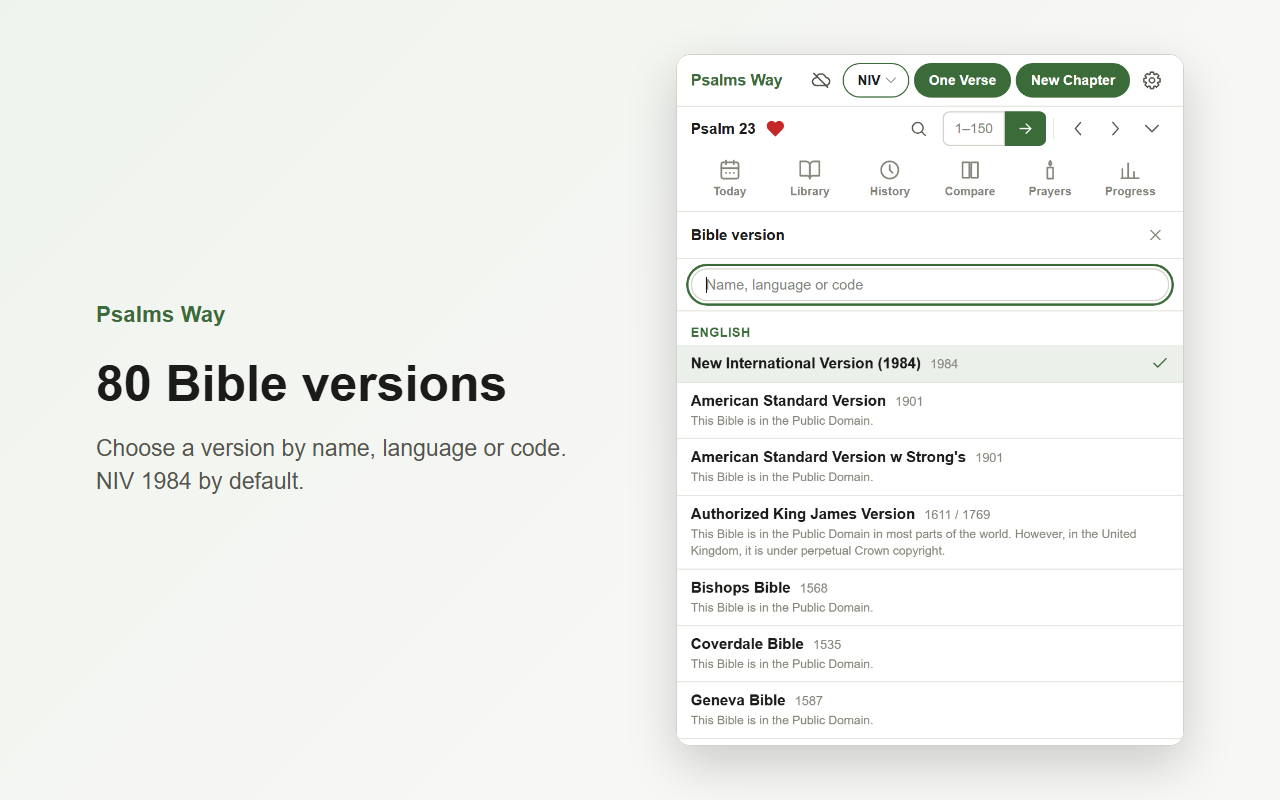 Psalms Way
80 Bible versions
Choose a version by name, language or code.
NIV 1984 by default.
Psalms Way
NIV
One Verse
New Chapter
Psalm 23
1–150
Today
Library
History
Compare
Prayers
Progress
Bible version
Name, language or code
ENGLISH
New International Version (1984) 1984
American Standard Version 1901
This Bible is in the Public Domain.
American Standard Version w Strong's 1901
This Bible is in the Public Domain.
Authorized King James Version 1611 / 1769
This Bible is in the Public Domain in most parts of the world. However, in the United
Kingdom, it is under perpetual Crown copyright.
Bishops Bible 1568
This Bible is in the Public Domain.
Coverdale Bible 1535
This Bible is in the Public Domain.
Geneva Bible 1587
This Bible is in the Public Domain.